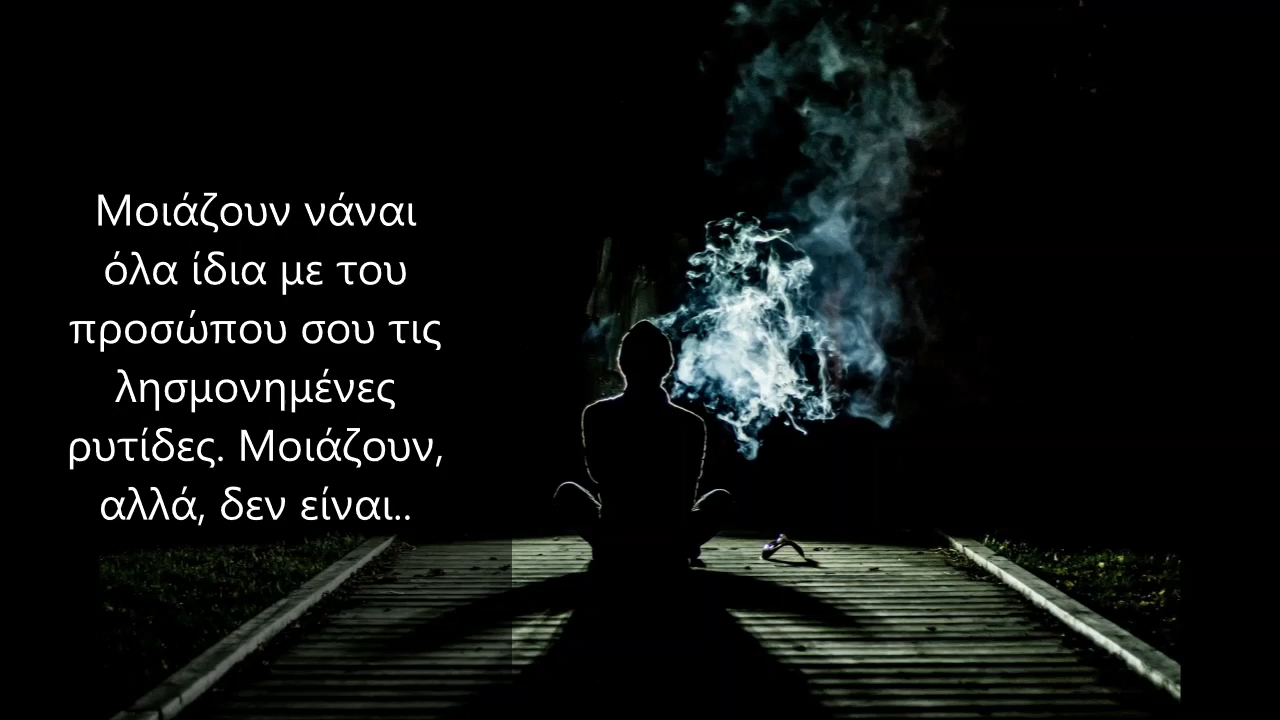 Μοιάζουν νάναι
όλα ίδια με του
προσώπου σου τις
λησμονημένες
ρυτίδες. Μοιάζουν,
αλλά, δεν είναι..